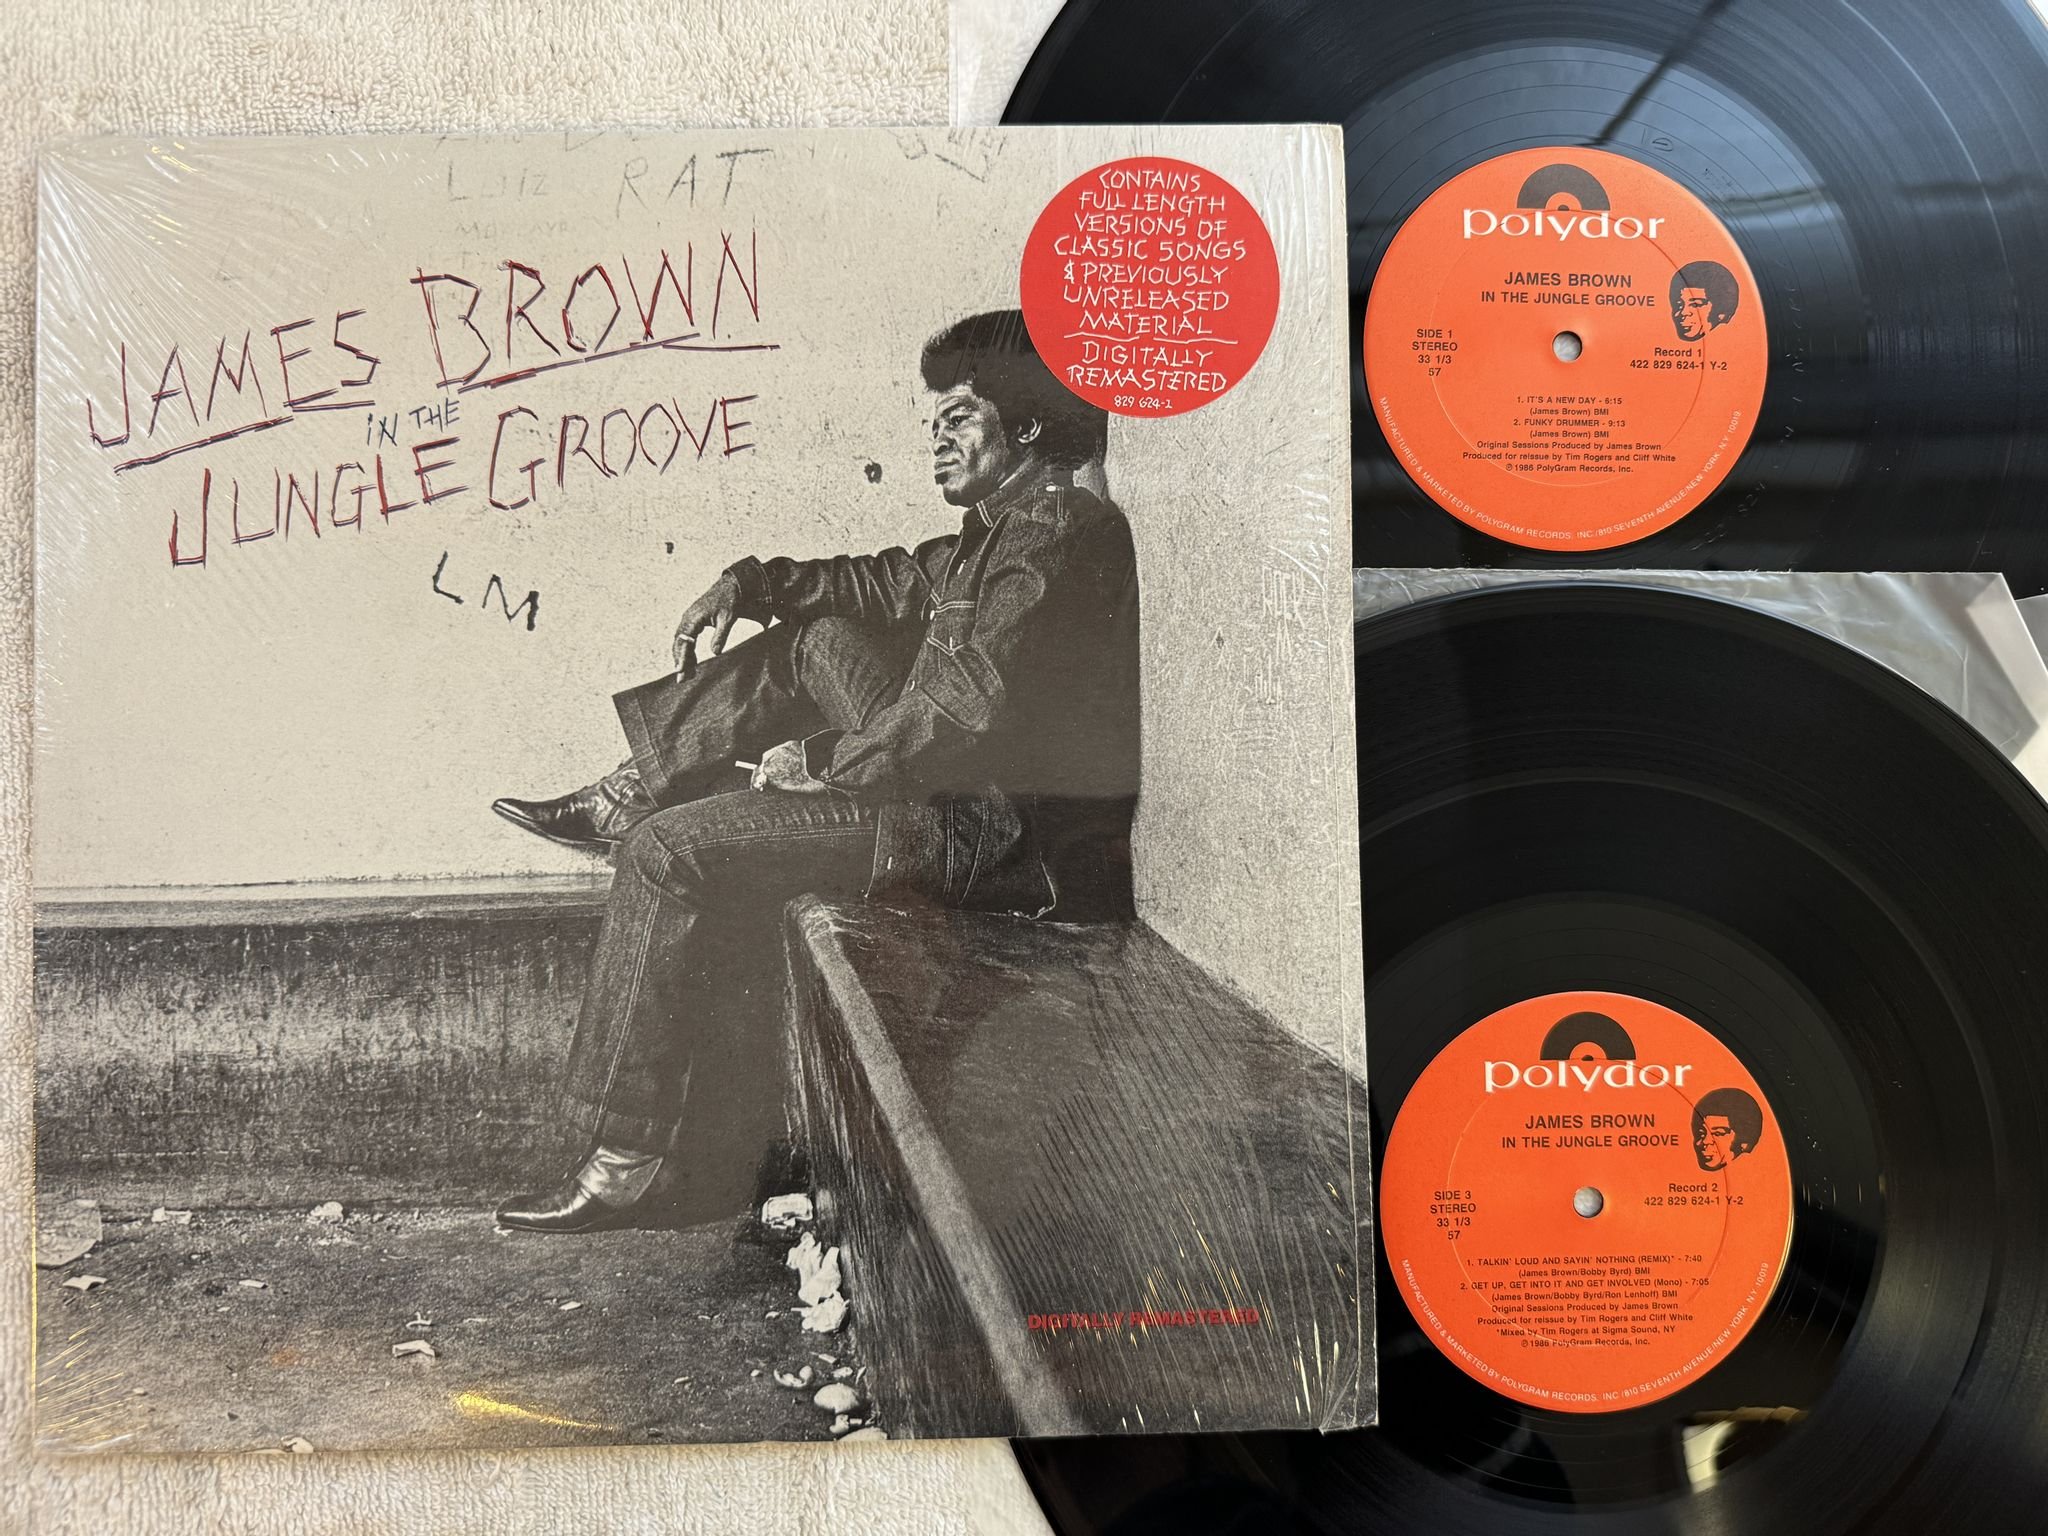 L
RAT
JAMES BROWN
IN THE
JUNGLE GROOVE
LM
CONTAINS
FULL LENGTH
VERSIONS OF
CLASSIC SONGS
& PREVIOUSLY
UNRELEASED
MATERIAL
DIGITALLY
REMASTERED
829 624-1
DIGITALLY REMASTERED
polydor
JAMES BROWN
IN THE JUNGLE GROOVE
SIDE 1
STEREO
33 1/3
57
Record 1
422 829 624-1 Y-2
1. IT'S A NEW DAY - 6:15
(James Brown) BMI
2. FUNKY DRUMMER - 9:13
(James Brown) BMI
Original Sessions Produced by James Brown
Produced for reissue by Tim Rogers and Cliff White
℗ 1986 PolyGram Records, Inc.
MANUFACTURED & MARKETED BY POLYGRAM RECORDS, INC./810 SEVENTH AVENUE/NEW YORK, N.Y. 10019
polydor
JAMES BROWN
IN THE JUNGLE GROOVE
SIDE 3
STEREO
33 1/3
57
Record 2
422 829 624-1 Y-2
1. TALKIN' LOUD AND SAYIN' NOTHING (REMIX)* - 7:40
(James Brown/Bobby Byrd) BMI
2. GET UP, GET INTO IT AND GET INVOLVED (Mono) - 7:05
(James Brown/Bobby Byrd/Ron Lenhoff) BMI
Original Sessions Produced by James Brown
Produced for reissue by Tim Rogers and Cliff White
*Mixed by Tim Rogers at Sigma Sound, NY
℗ 1986 PolyGram Records, Inc.
MANUFACTURED & MARKETED BY POLYGRAM RECORDS, INC./810 SEVENTH AVENUE/NEW YORK, N.Y. 10019